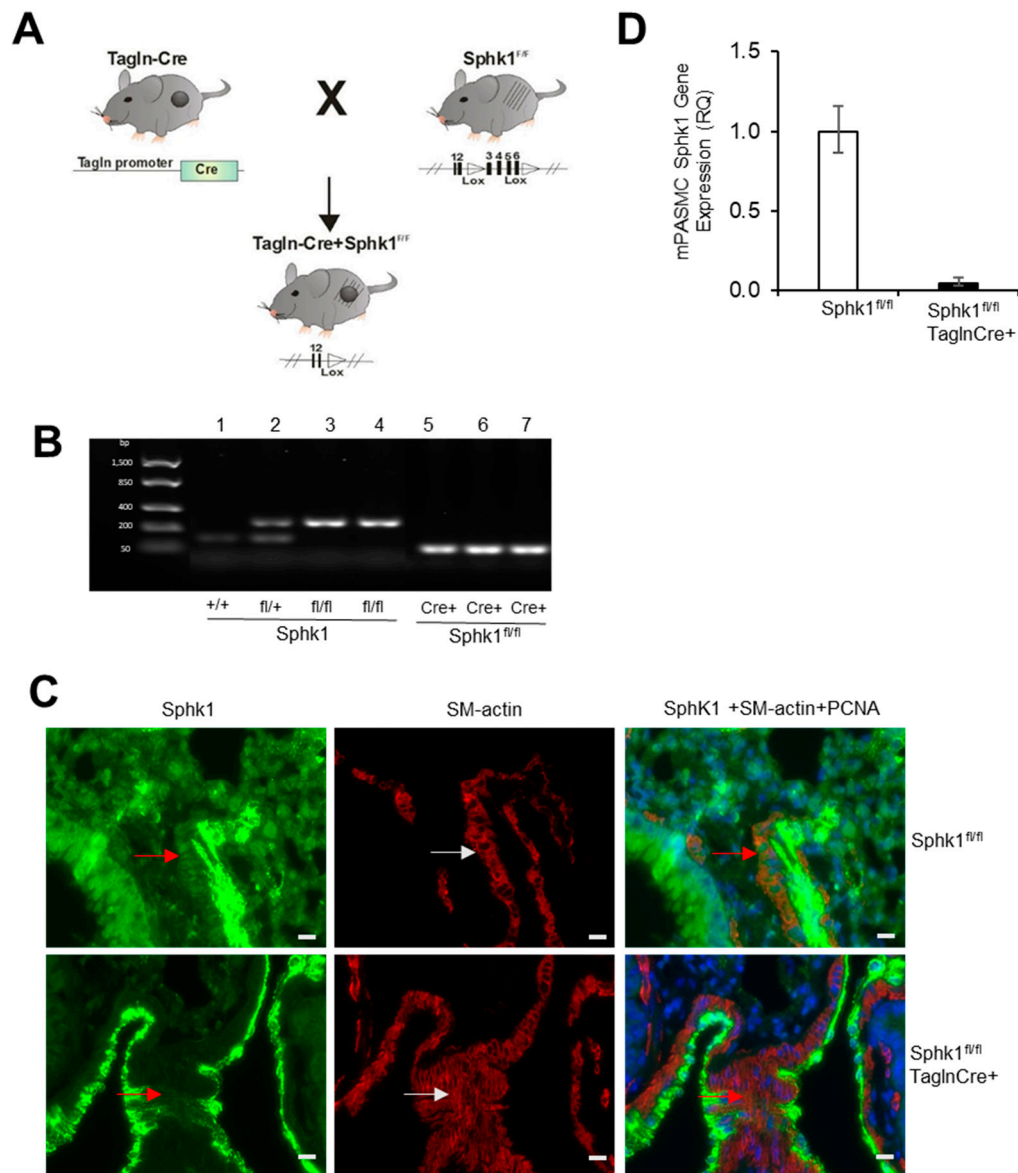 A
Tagln-Cre
X
Sphk1F/F
Tagln promoter
Cre
12 3 4 5 6
Lox Lox
Tagln-Cre+Sphk1F/F
12
Lox
D
mPASMC Sphk1 Gene
Expression (RQ)
1.5
1.0
0.5
0.0
Sphk1fl/fl
Sphk1fl/fl
TaglnCre+
B
1 2 3 4 5 6 7
bp
1,500
850
400
200
50
+/+ fl/+ fl/fl fl/fl Cre+ Cre+ Cre+
Sphk1 Sphk1fl/fl
C
Sphk1 SM-actin SphK1 +SM-actin+PCNA
Sphk1fl/fl
Sphk1fl/fl
TaglnCre+